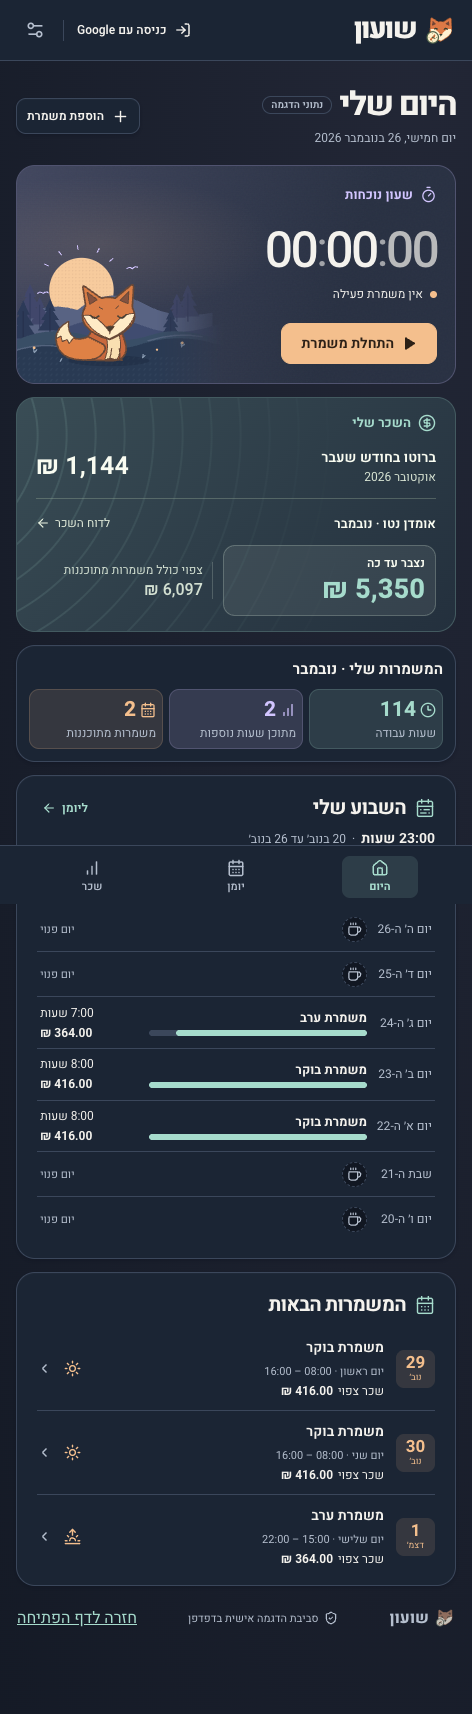 שועון
כניסה עם Google
היום שלי
נתוני הדגמה
הוספת משמרת
יום חמישי, 26 בנובמבר 2026
שעון נוכחות
00:00:00
אין משמרת פעילה
התחלת משמרת
השכר שלי
ברוטו בחודש שעבר
1,144 ₪
אוקטובר 2026
אומדן נטו · נובמבר
לדוח השכר
נצבר עד כה
5,350 ₪
צפוי כולל משמרות מתוכננות
6,097 ₪
המשמרות שלי · נובמבר
114
שעות עבודה
2
מתוכן שעות נוספות
2
משמרות מתוכננות
השבוע שלי
ליומן
23:00 שעות · 20 בנוב׳ עד 26 בנוב׳
היום
יומן
שכר
יום ה׳ ה-26
יום פנוי
יום ד׳ ה-25
יום פנוי
יום ג׳ ה-24
משמרת ערב
7:00 שעות
364.00 ₪
יום ב׳ ה-23
משמרת בוקר
8:00 שעות
416.00 ₪
יום א׳ ה-22
משמרת בוקר
8:00 שעות
416.00 ₪
שבת ה-21
יום פנוי
יום ו׳ ה-20
יום פנוי
המשמרות הבאות
29
נוב׳
משמרת בוקר
יום ראשון · 08:00 – 16:00
שכר צפוי 416.00 ₪
30
נוב׳
משמרת בוקר
יום שני · 08:00 – 16:00
שכר צפוי 416.00 ₪
1
דצמ׳
משמרת ערב
יום שלישי · 15:00 – 22:00
שכר צפוי 364.00 ₪
שועון
סביבת הדגמה אישית בדפדפן
חזרה לדף הפתיחה